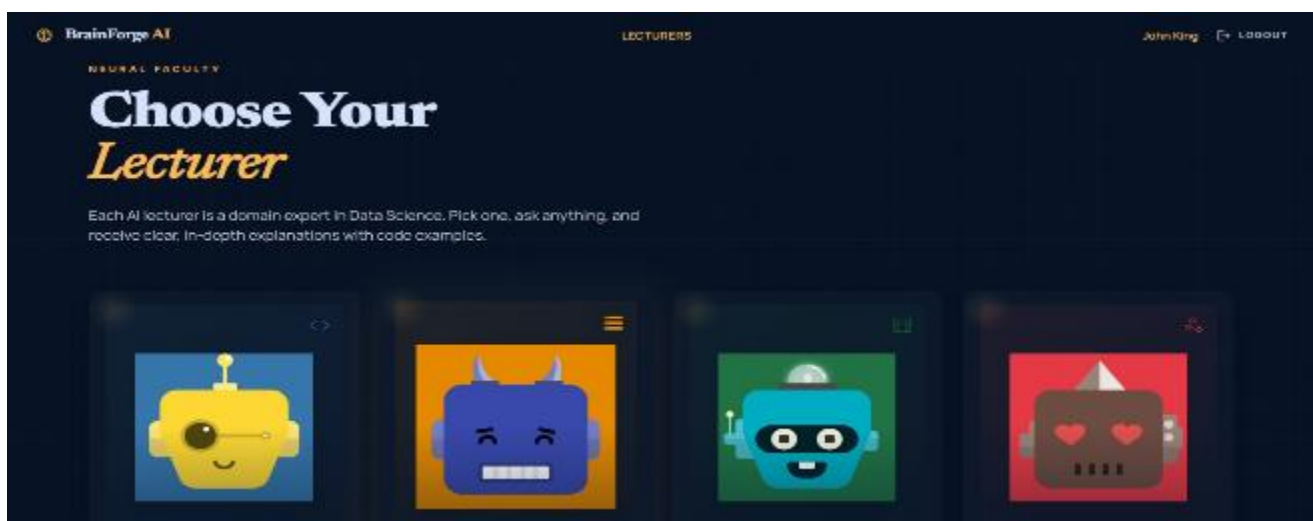 BrainForge AI
LECTURERS
John King
LOGOUT
NEURAL FACULTY
Choose Your
Lecturer
Each AI lecturer is a domain expert in Data Science. Pick one, ask anything, and
receive clear, in-depth explanations with code examples.